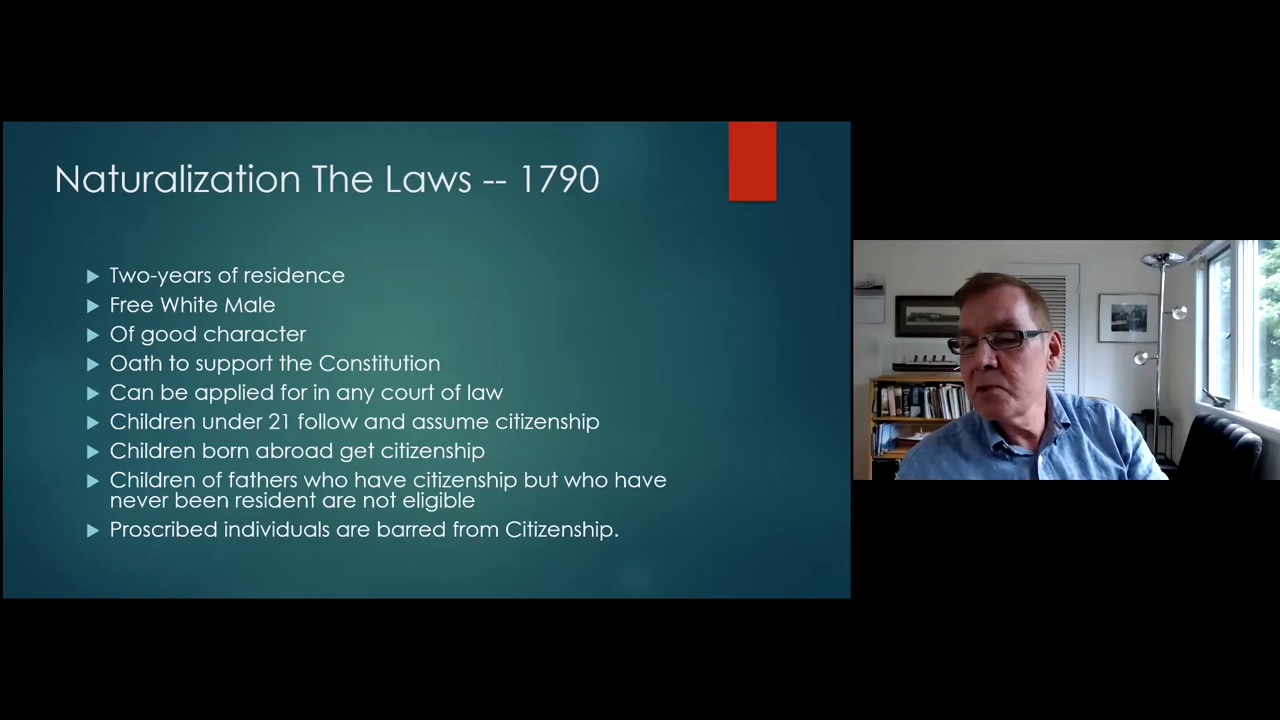 Naturalization The Laws -- 1790
Two-years of residence
Free White Male
Of good character
Oath to support the Constitution
Can be applied for in any court of law
Children under 21 follow and assume citizenship
Children born abroad get citizenship
Children of fathers who have citizenship but who have
never been resident are not eligible
Proscribed individuals are barred from Citizenship.